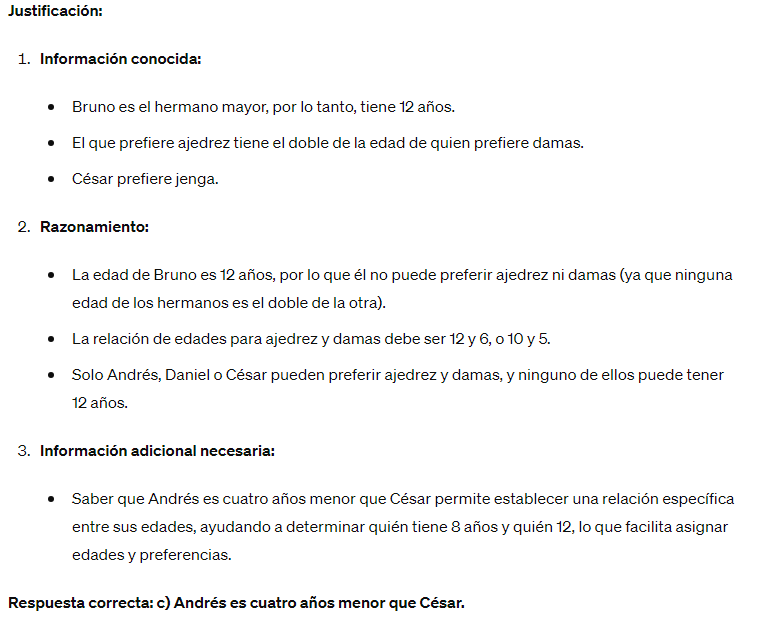 Justificación:
1. Información conocida:
• Bruno es el hermano mayor, por lo tanto, tiene 12 años.
• El que prefiere ajedrez tiene el doble de la edad de quien prefiere damas.
• César prefiere jenga.
2. Razonamiento:
• La edad de Bruno es 12 años, por lo que él no puede preferir ajedrez ni damas (ya que ninguna
edad de los hermanos es el doble de la otra).
• La relación de edades para ajedrez y damas debe ser 12 y 6, o 10 y 5.
• Solo Andrés, Daniel o César pueden preferir ajedrez y damas, y ninguno de ellos puede tener
12 años.
3. Información adicional necesaria:
• Saber que Andrés es cuatro años menor que César permite establecer una relación específica
entre sus edades, ayudando a determinar quién tiene 8 años y quién 12, lo que facilita asignar
edades y preferencias.
Respuesta correcta: c) Andrés es cuatro años menor que César.